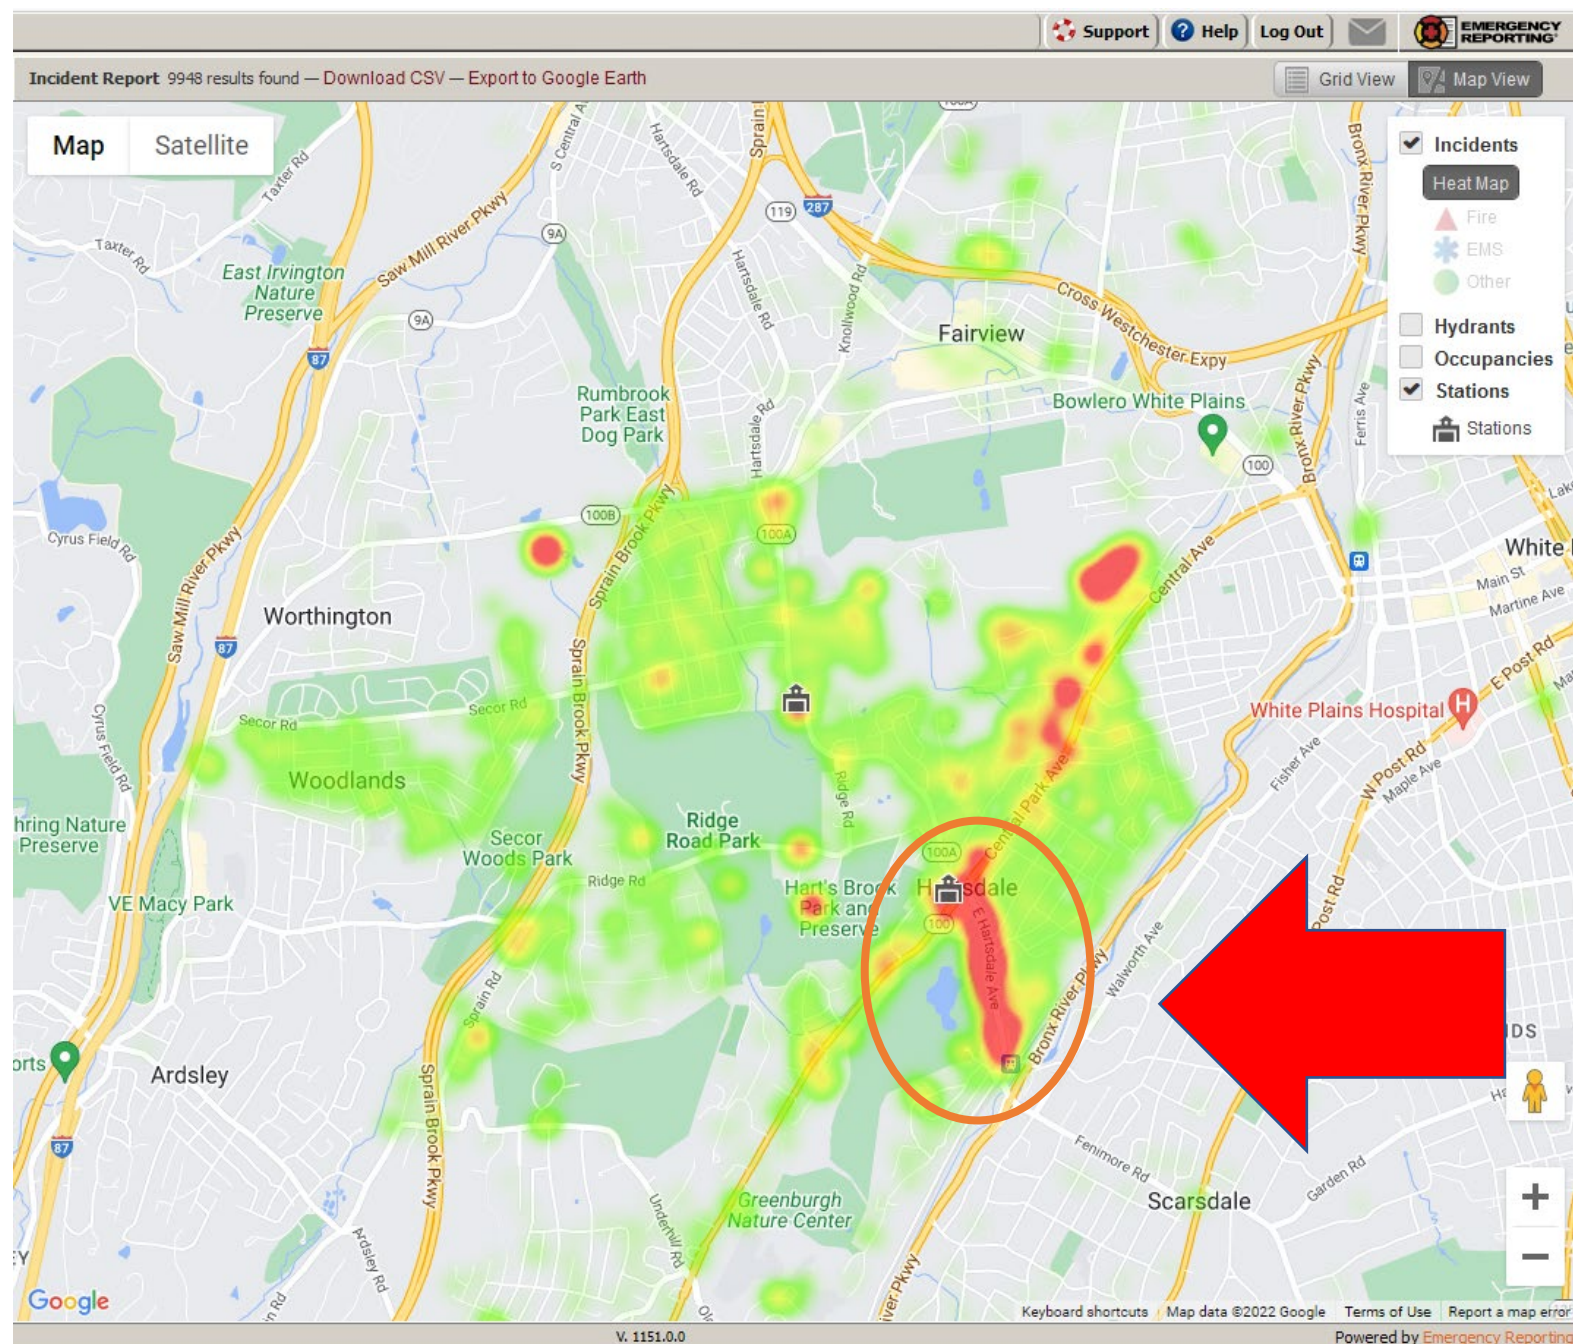 Support
Help
Log Out
EMERGENCY
REPORTING
Incident Report 9948 results found — Download CSV — Export to Google Earth
Grid View
Map View
Map
Satellite
Incidents
Heat Map
Fire
EMS
Other
Hydrants
Occupancies
Stations
Stations
Taxter Rd
Taxter Rd
Saw Mill River Pkwy
S Central A
Hartsdale Rd
Sprain
100A
119
287
9A
9A
87
East Irvington
Nature
Preserve
Hartsdale Rd
Knollwood Rd
Fairview
Cross Westchester Expy
Bronx River Pkwy
Bronx River Pkwy
Ferris Ave
Rumbrook
Park East
Dog Park
Hartsdale Rd
Bowlero White Plains
100
100B
100A
Sprain Brook Pkwy
Cyrus Field Rd
Saw Mill River Pkwy
Worthington
87
Central Ave
White
Lake
Main St
Martine Ave
E Post Rd
Sprain Brook Pkwy
Secor Rd
Secor Rd
Cyrus Field Rd
Woodlands
White Plains Hospital
H
W Post Rd
Maple Ave
Fisher Ave
Central Park Ave
Ridge Rd
hring Nature
Preserve
Secor
Woods Park
Ridge
Road Park
Ridge Rd
100A
Hart's Brook
Park and
Preserve
H sdale
100
E Hartsdale Ave
VE Macy Park
Post Rd
Walworth Ave
Bronx River Pkwy
Sprain Rd
orts
Ardsley
Sprain Brook Pkwy
87
DS
Fenimore Rd
Scarsdale
Garden Rd
Greenburgh
Nature Center
Underhill Rd
Ardsley Rd
n Rd
ver Pkwy
Google
Keyboard shortcuts
Map data ©2022 Google
Terms of Use
Report a map error
V. 1151.0.0
Powered by Emergency Reporting